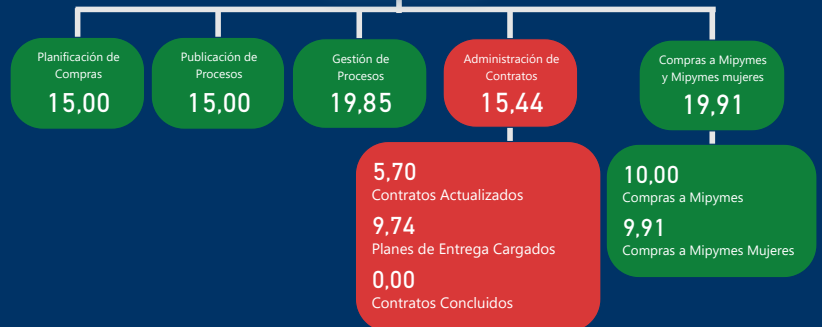 Planificación de
Compras
15,00
Publicación de
Procesos
15,00
Gestión de
Procesos
19,85
Administración de
Contratos
15,44
Compras a Mipymes
y Mipymes mujeres
19,91
5,70
Contratos Actualizados
9,74
Planes de Entrega Cargados
0,00
Contratos Concluidos
10,00
Compras a Mipymes
9,91
Compras a Mipymes Mujeres